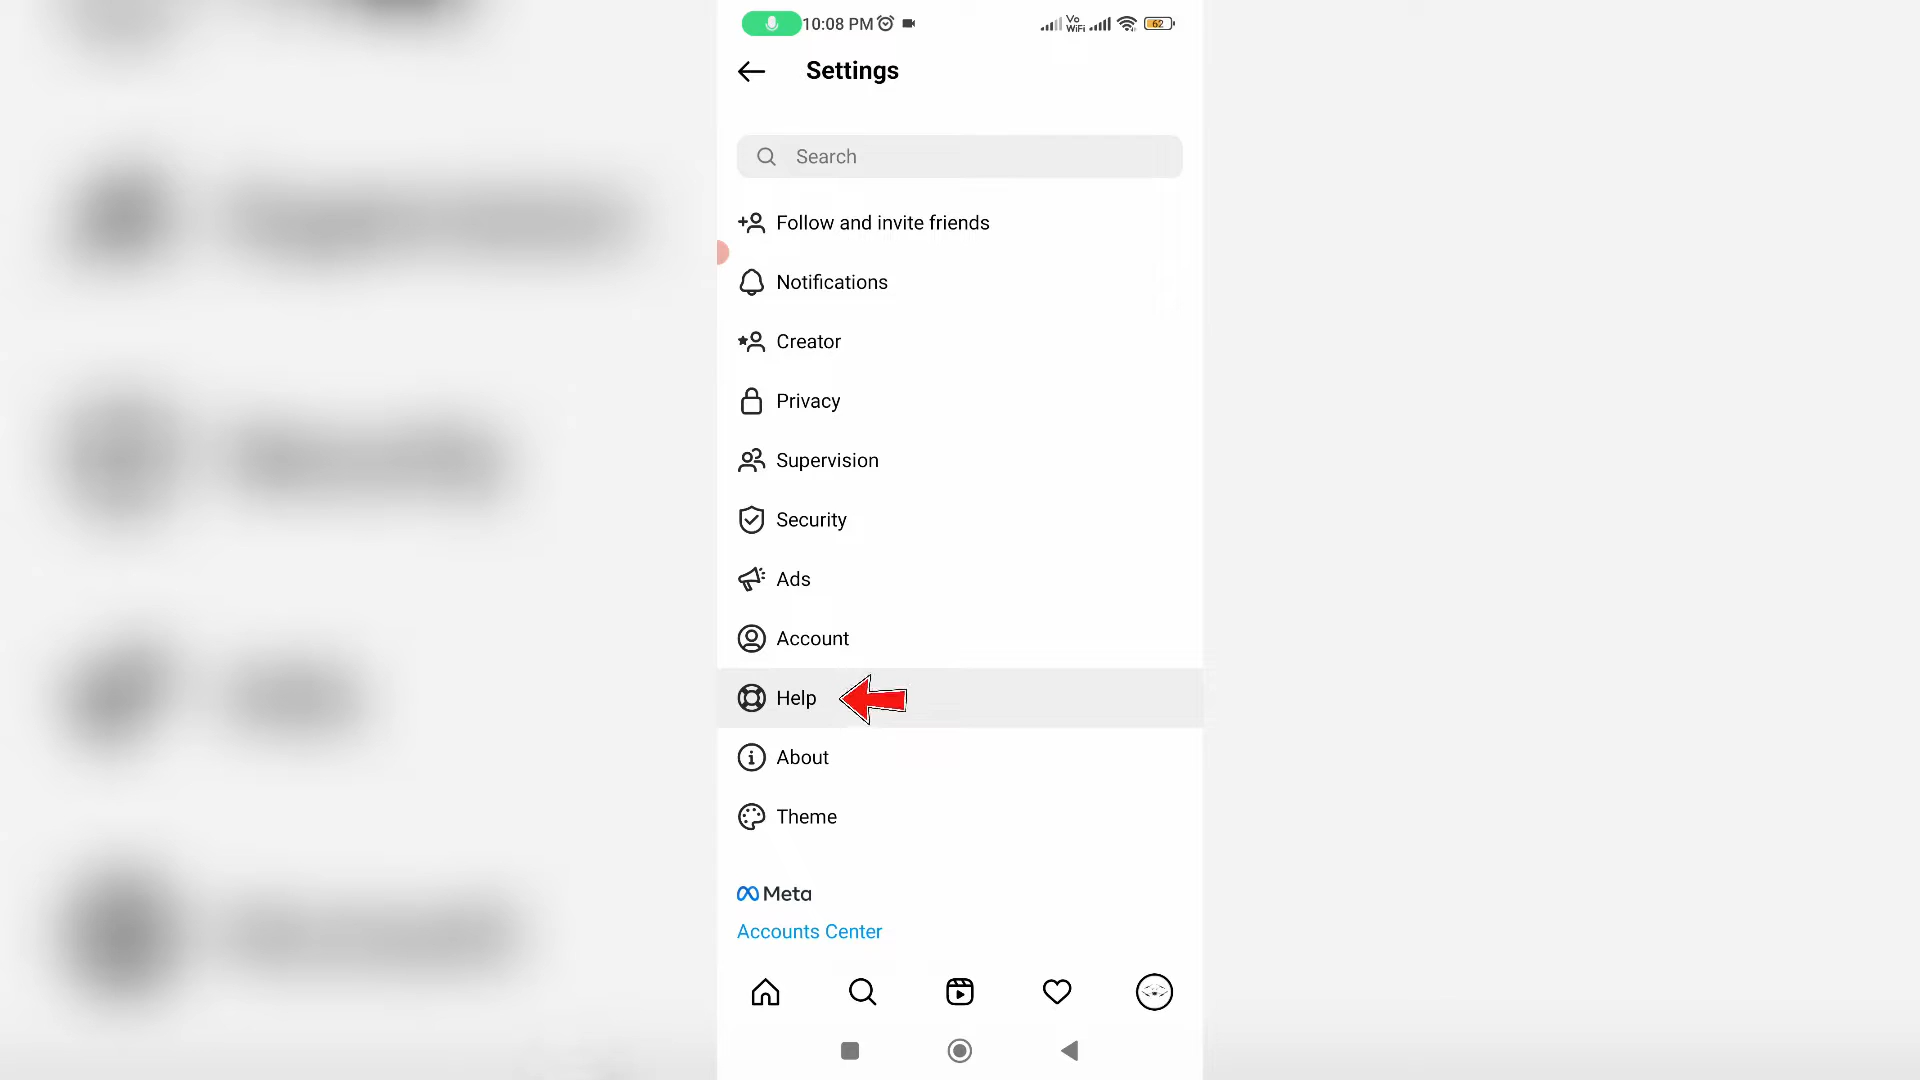 10:08 PM Vo WiFi 62
Settings
Search
Follow and invite friends
Notifications
Creator
Privacy
Supervision
Security
Ads
Account
Help
About
Theme
Meta
Accounts Center